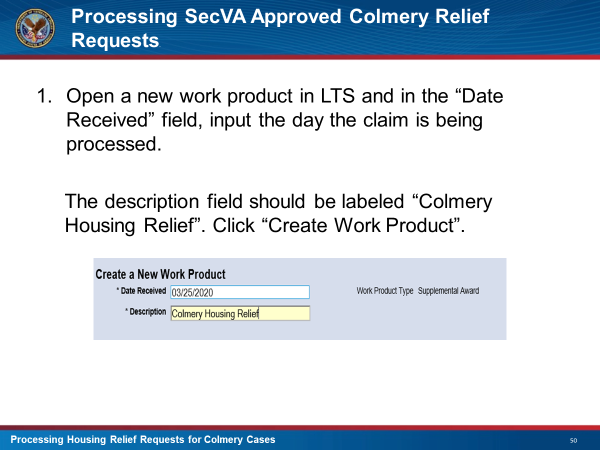 Processing SecVA Approved Colmery Relief
Requests
1. Open a new work product in LTS and in the “Date
Received” field, input the day the claim is being
processed.
The description field should be labeled “Colmery
Housing Relief”. Click “Create Work Product”.
Create a New Work Product
* Date Received 03/25/2020 Work Product Type Supplemental Award
* Description Colmery Housing Relief
Processing Housing Relief Requests for Colmery Cases 50